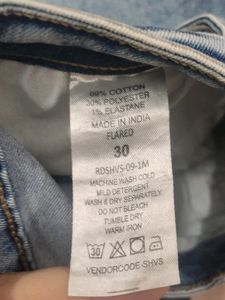 69% COTTON
30% POLYESTER
1% ELASTANE
MADE IN INDIA
FLARED
30
RDSHVS-09-1M
MACHINE WASH COLD
MILD DETERGENT
WASH & DRY SEPARATELY
DO NOT BLEACH
TUMBLE DRY
WARM IRON
30
VENDORCODE-SHVS